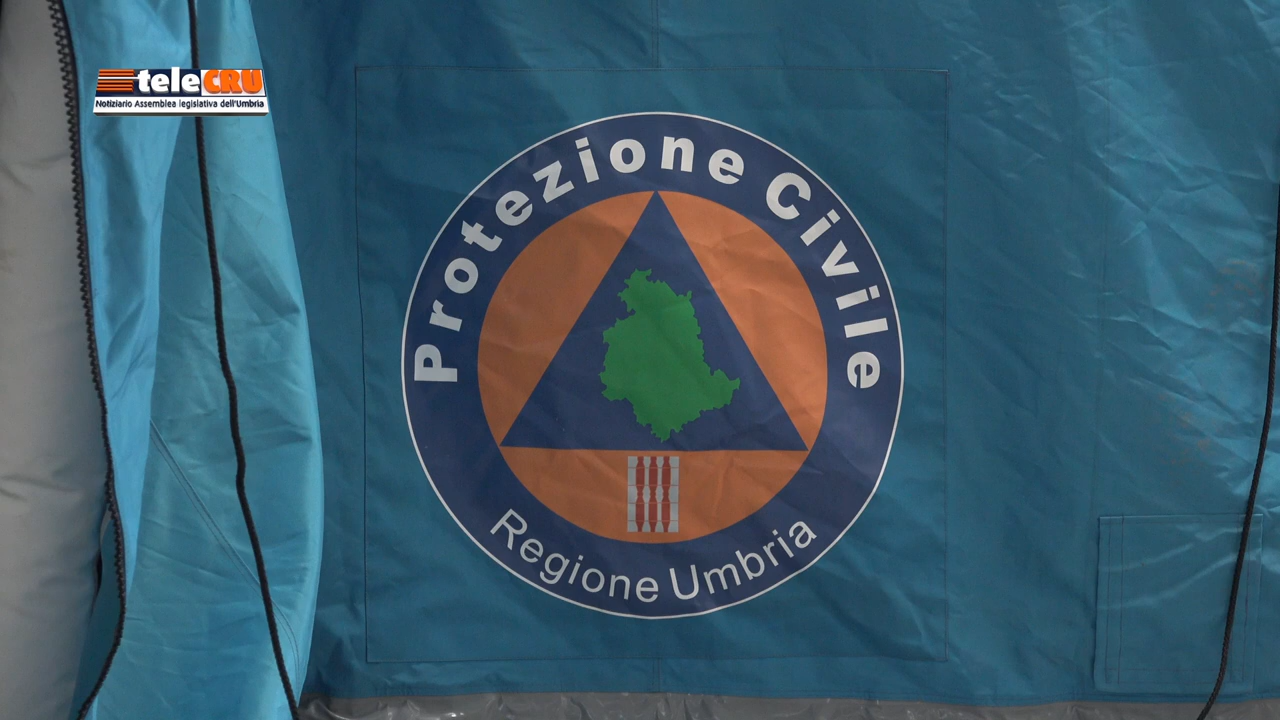 teleCRU
Notiziario Assemblea legislativa dell'Umbria
Protezione Civile
Regione Umbria